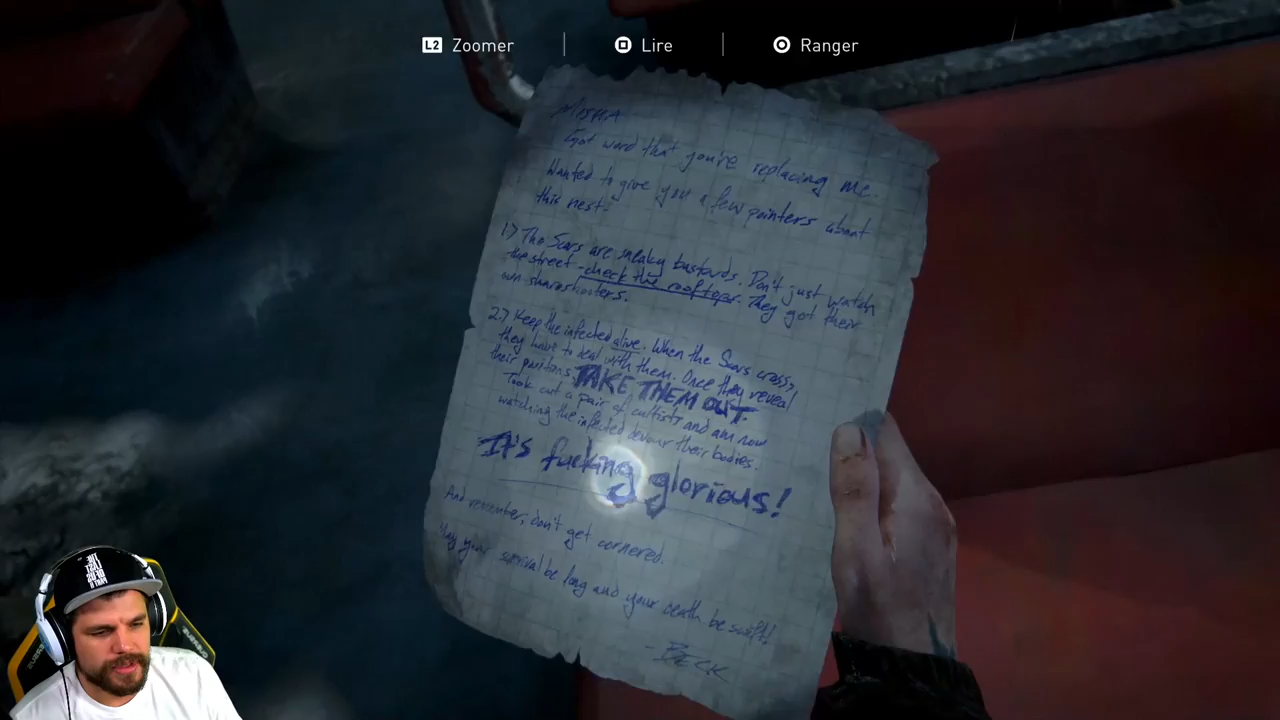 L2 Zoomer
Lire
Ranger
MISHA
Got word that you're replacing me.
Wanted to give you a few pointers about
this nest.
1.) The Scars are sneaky bastards. Don't just watch
the street - check the rooftops. They got their
own sharpshooters.
2.) Keep the infected alive. When the Scars cross,
they have to deal with them. Once they reveal
their positions TAKE THEM OUT.
Took out a pair of cultists and am now
watching the infected devour their bodies.
It's fucking glorious!
And remember, don't get cornered.
May your survival be long and your death be swift!
- BECK